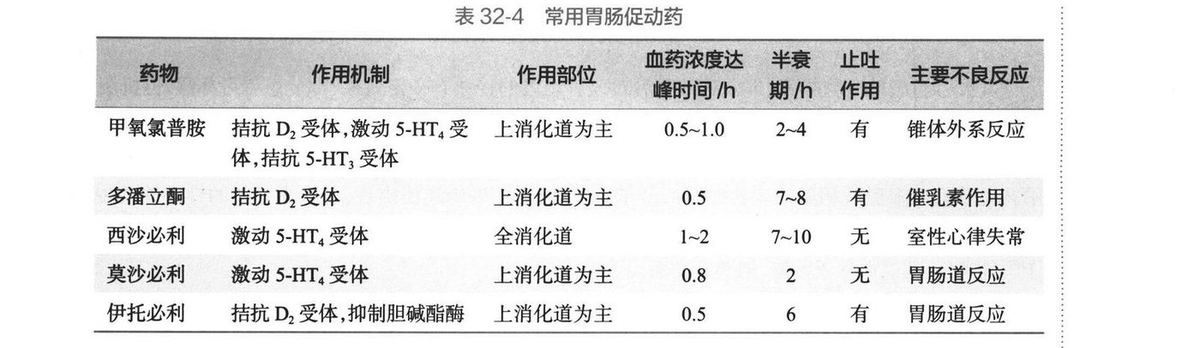 表 32-4 常用胃肠促动药
药物 作用机制 作用部位 血药浓度达峰时间 /h 半衰期 /h 止吐作用 主要不良反应
甲氧氯普胺 拮抗 D₂ 受体，激动 5-HT₄ 受体，拮抗 5-HT₃ 受体 上消化道为主 0.5~1.0 2~4 有 锥体外系反应
多潘立酮 拮抗 D₂ 受体 上消化道为主 0.5 7~8 有 催乳素作用
西沙必利 激动 5-HT₄ 受体 全消化道 1~2 7~10 无 室性心律失常
莫沙必利 激动 5-HT₄ 受体 上消化道为主 0.8 2 无 胃肠道反应
伊托必利 拮抗 D₂ 受体，抑制胆碱酯酶 上消化道为主 0.5 6 有 胃肠道反应